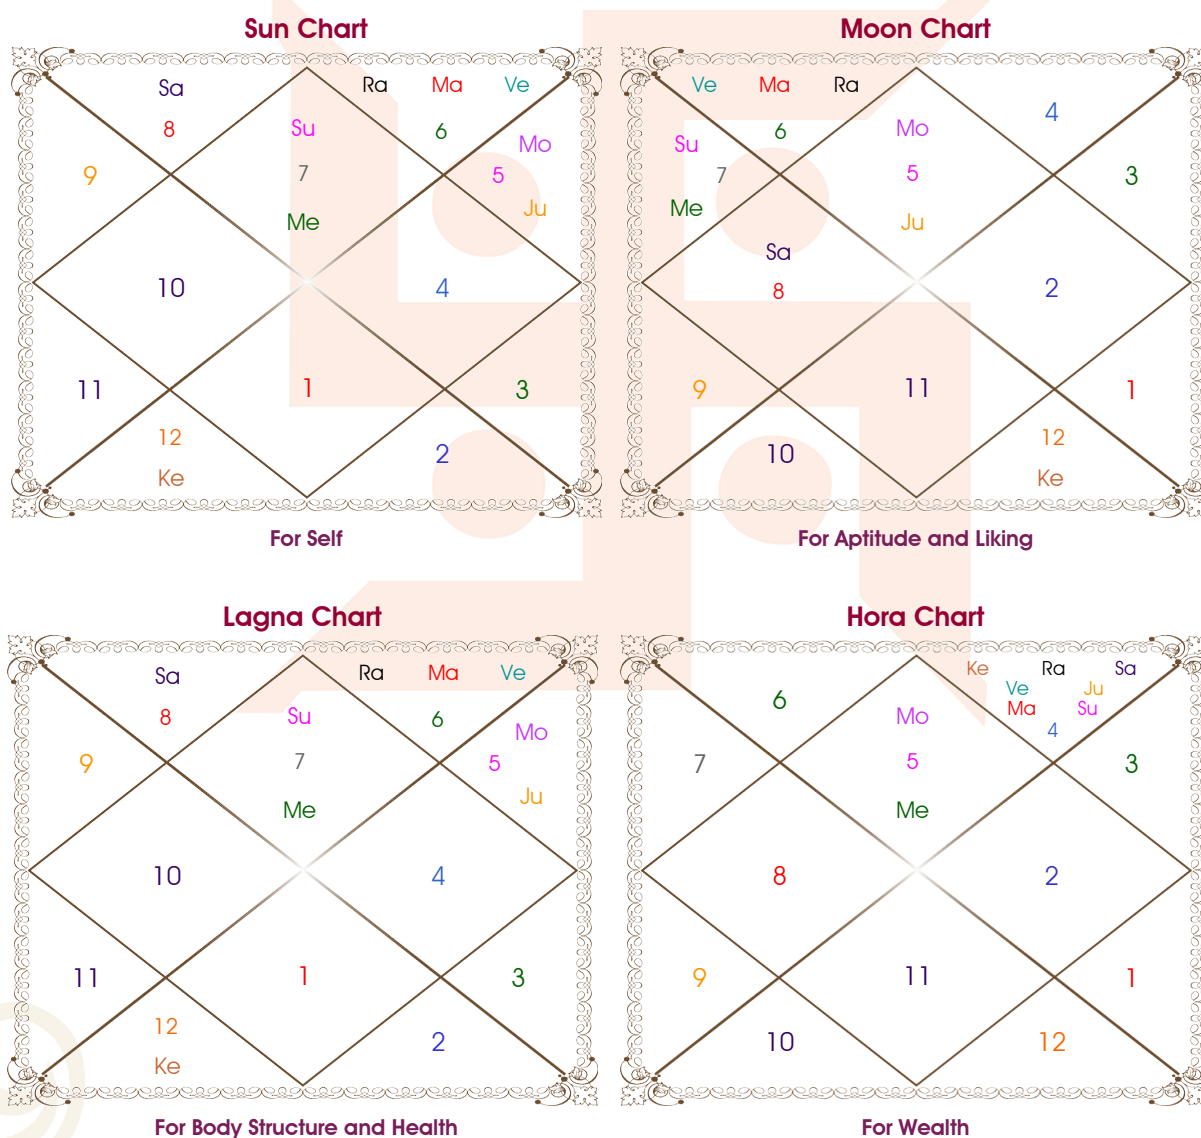 Sun Chart
Sa Ra Ma Ve
8 Su 6 Mo
9 7 5
Me Ju
10 4
11 1 3
12 2
Ke
For Self
Moon Chart
Ve Ma Ra 4
Su 6 Mo
7 5 3
Me Ju
Sa
8 2
9 11 1
10 12
Ke
For Aptitude and Liking
Lagna Chart
Sa Ra Ma Ve
8 Su 6 Mo
9 7 5
Me Ju
10 4
11 1 3
12 2
Ke
For Body Structure and Health
Hora Chart
Ke Ra Sa
Ve Ju
6 Mo Ma Su
4
7 5 3
Me
8 2
9 11 1
10 12
For Wealth